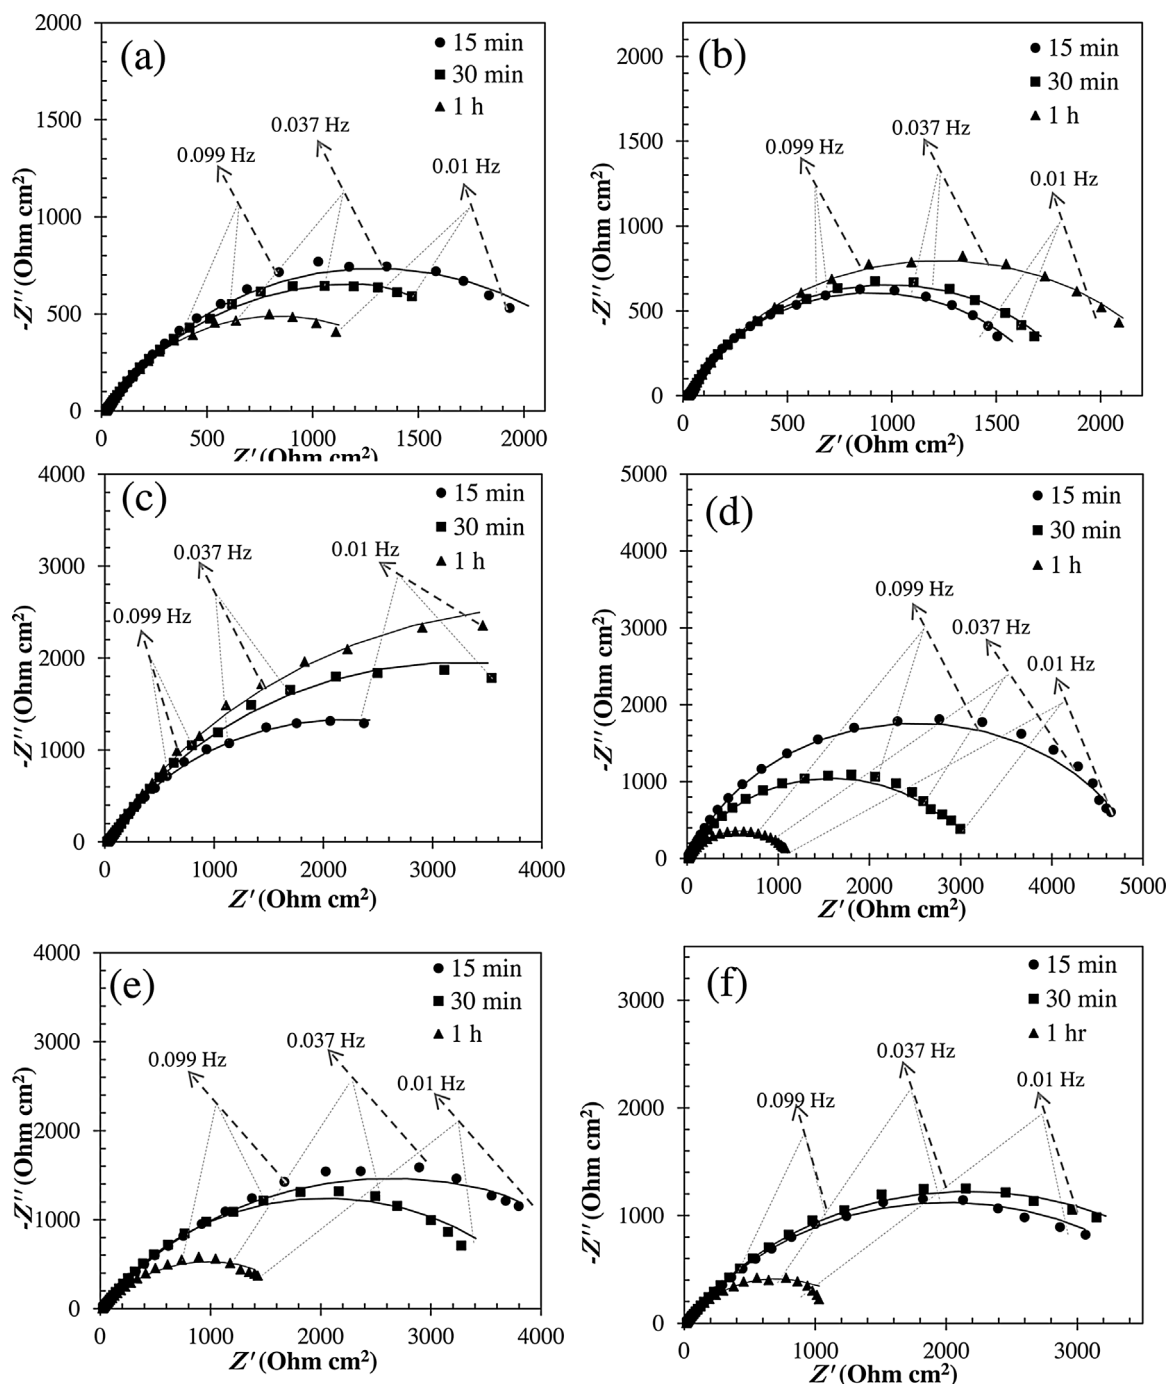 (a)
15 min
30 min
1 h
0.099 Hz
0.037 Hz
0.01 Hz
2000
1500
1000
500
0
-Z′′ (Ohm cm²)
0 500 1000 1500 2000
Z′ (Ohm cm²)
(b)
15 min
30 min
1 h
0.099 Hz
0.037 Hz
0.01 Hz
2000
1500
1000
500
0
-Z′′ (Ohm cm²)
0 500 1000 1500 2000
Z′ (Ohm cm²)
(c)
15 min
30 min
1 h
0.099 Hz
0.037 Hz
0.01 Hz
4000
3000
2000
1000
0
-Z′′ (Ohm cm²)
0 1000 2000 3000 4000
Z′ (Ohm cm²)
(d)
15 min
30 min
1 h
0.099 Hz
0.037 Hz
0.01 Hz
5000
4000
3000
2000
1000
0
-Z′′ (Ohm cm²)
0 1000 2000 3000 4000 5000
Z′ (Ohm cm²)
(e)
15 min
30 min
1 h
0.099 Hz
0.037 Hz
0.01 Hz
4000
3000
2000
1000
0
-Z′′ (Ohm cm²)
0 1000 2000 3000 4000
Z′ (Ohm cm²)
(f)
15 min
30 min
1 hr
0.099 Hz
0.037 Hz
0.01 Hz
3000
2000
1000
0
-Z′′ (Ohm cm²)
0 1000 2000 3000
Z′ (Ohm cm²)